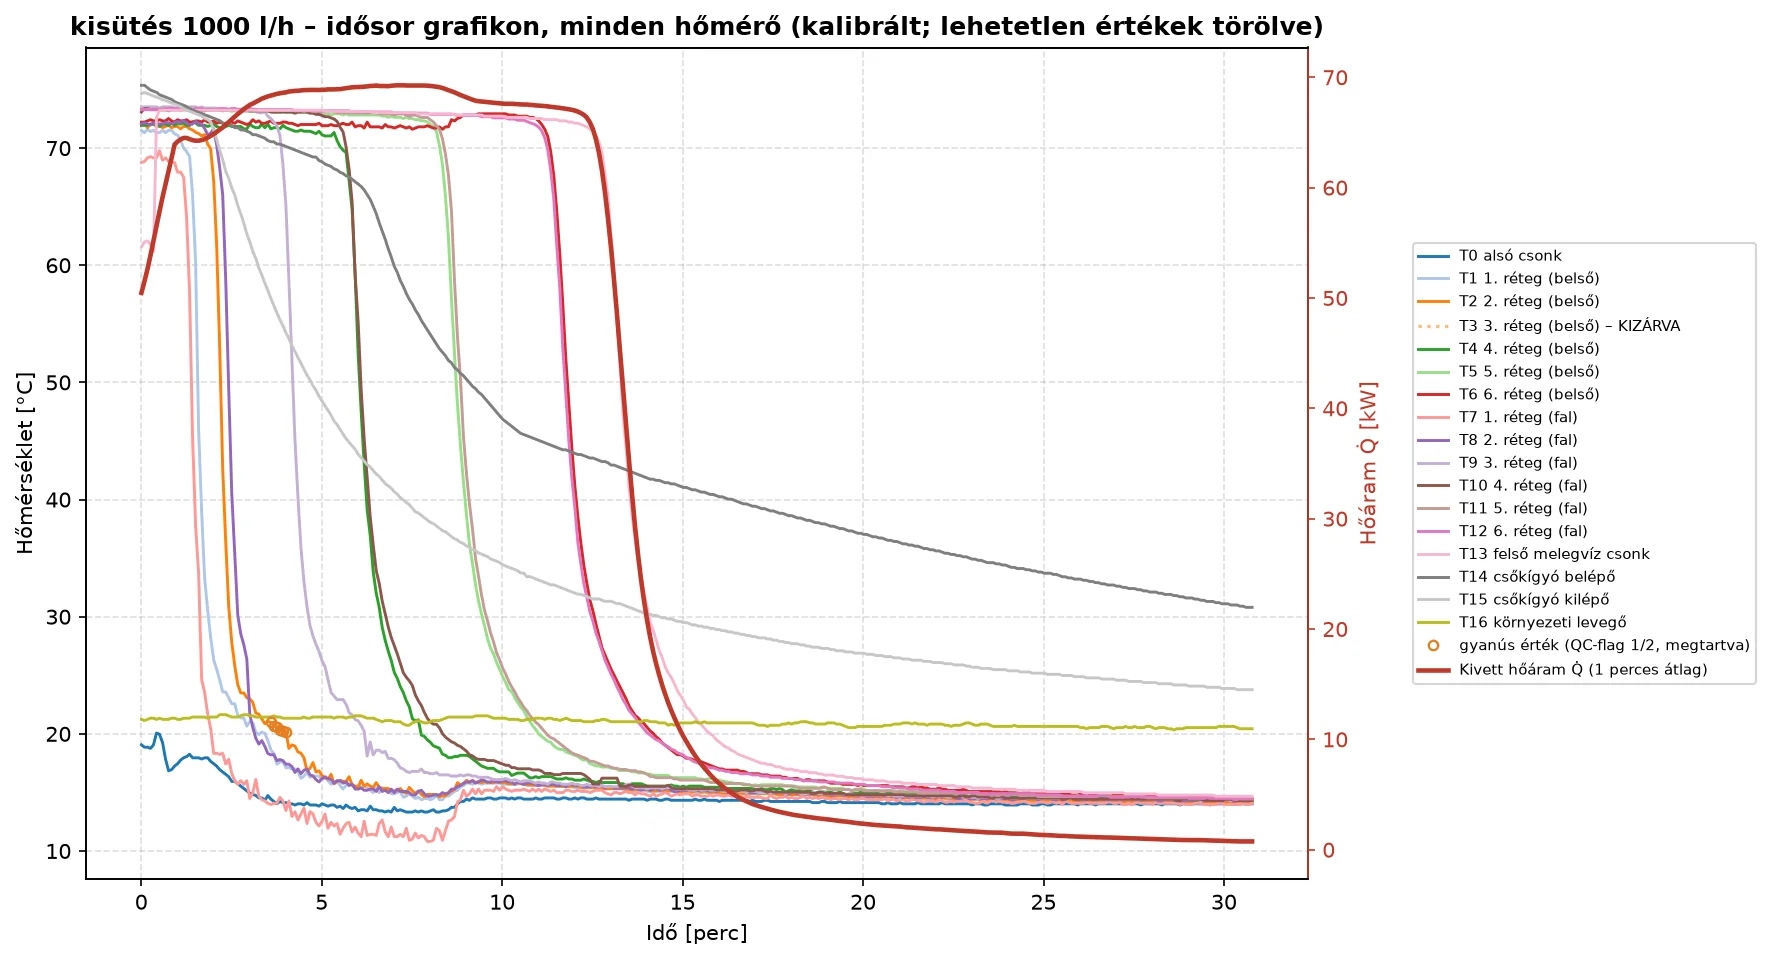 kisütés 1000 l/h – idősor grafikon, minden hőmérő (kalibrált; lehetetlen értékek törölve)
Hőmérséklet [°C]
70
60
50
40
30
20
10
0
5
10
15
20
25
30
Idő [perc]
70
60
50
40
30
20
10
0
Hőáram Q̇ [kW]
T0 alsó csonk
T1 1. réteg (belső)
T2 2. réteg (belső)
T3 3. réteg (belső) – KIZÁRVA
T4 4. réteg (belső)
T5 5. réteg (belső)
T6 6. réteg (belső)
T7 1. réteg (fal)
T8 2. réteg (fal)
T9 3. réteg (fal)
T10 4. réteg (fal)
T11 5. réteg (fal)
T12 6. réteg (fal)
T13 felső melegvíz csonk
T14 csőkígyó belépő
T15 csőkígyó kilépő
T16 környezeti levegő
gyanús érték (QC-flag 1/2, megtartva)
Kivett hőáram Q̇ (1 perces átlag)